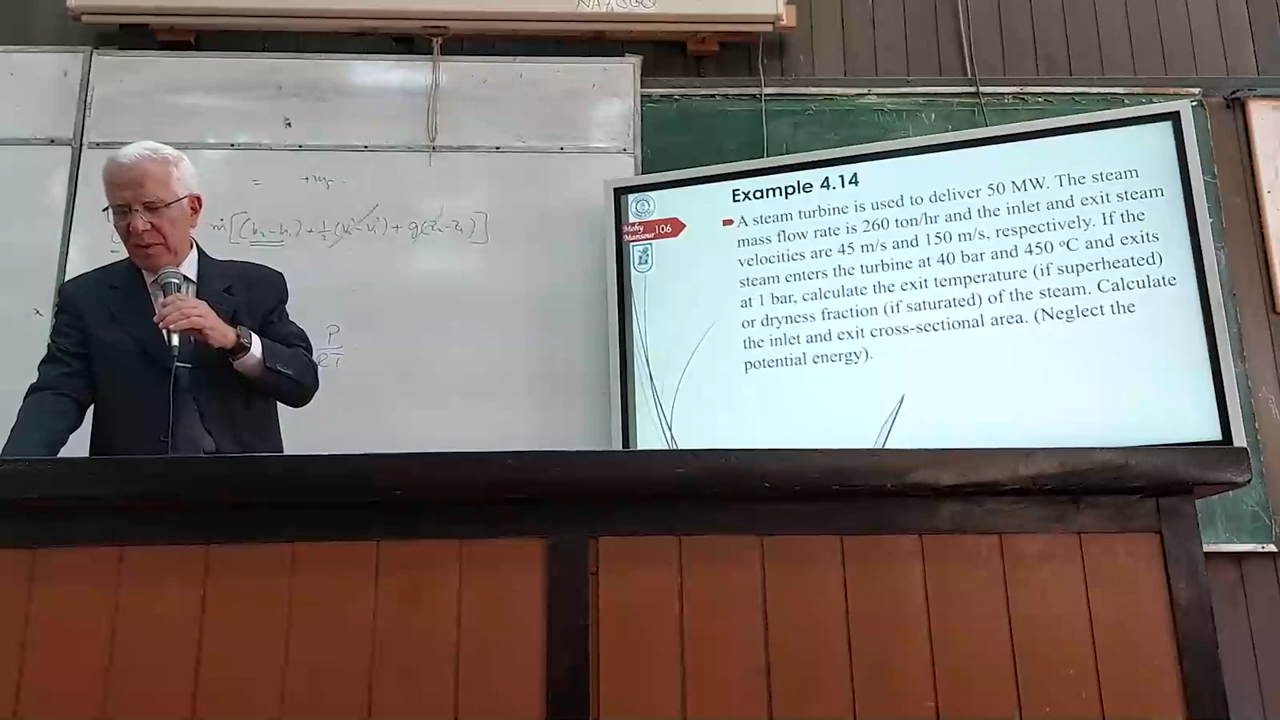 = +
ṁ[(h₂-h₁)+½(V₂²-V₁²)+g(z₂-z₁)]
P
RT
Example 4.14
A steam turbine is used to deliver 50 MW. The steam
mass flow rate is 260 ton/hr and the inlet and exit steam
velocities are 45 m/s and 150 m/s, respectively. If the
steam enters the turbine at 40 bar and 450 °C and exits
at 1 bar, calculate the exit temperature (if superheated)
or dryness fraction (if saturated) of the steam. Calculate
the inlet and exit cross-sectional area. (Neglect the
potential energy).
Mohy
Mansour 106